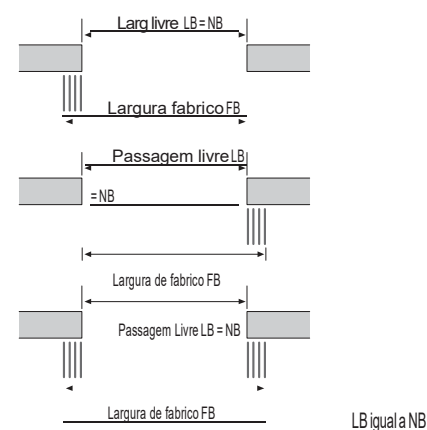 Larg livre LB = NB
Largura fabrico FB
Passagem livre LB
= NB
Largura de fabrico FB
Passagem Livre LB = NB
Largura de fabrico FB
LB igual a NB